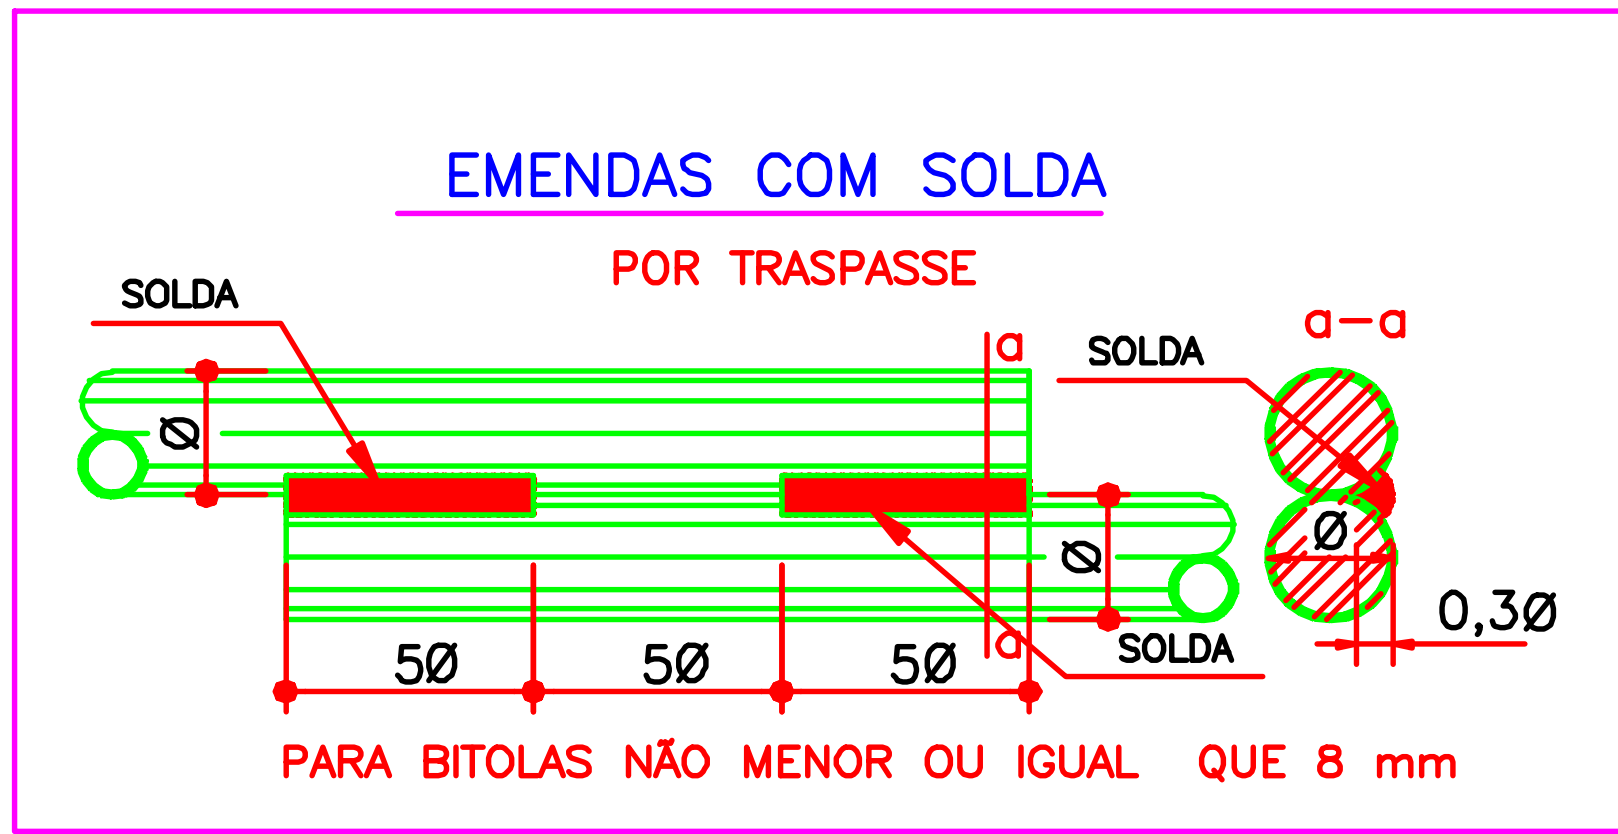 EMENDAS COM SOLDA
POR TRASPASSE
SOLDA
a
SOLDA
a-a
Ø
Ø
Ø
0,3Ø
a
SOLDA
5Ø
5Ø
5Ø
PARA BITOLAS NÃO MENOR OU IGUAL QUE 8 mm